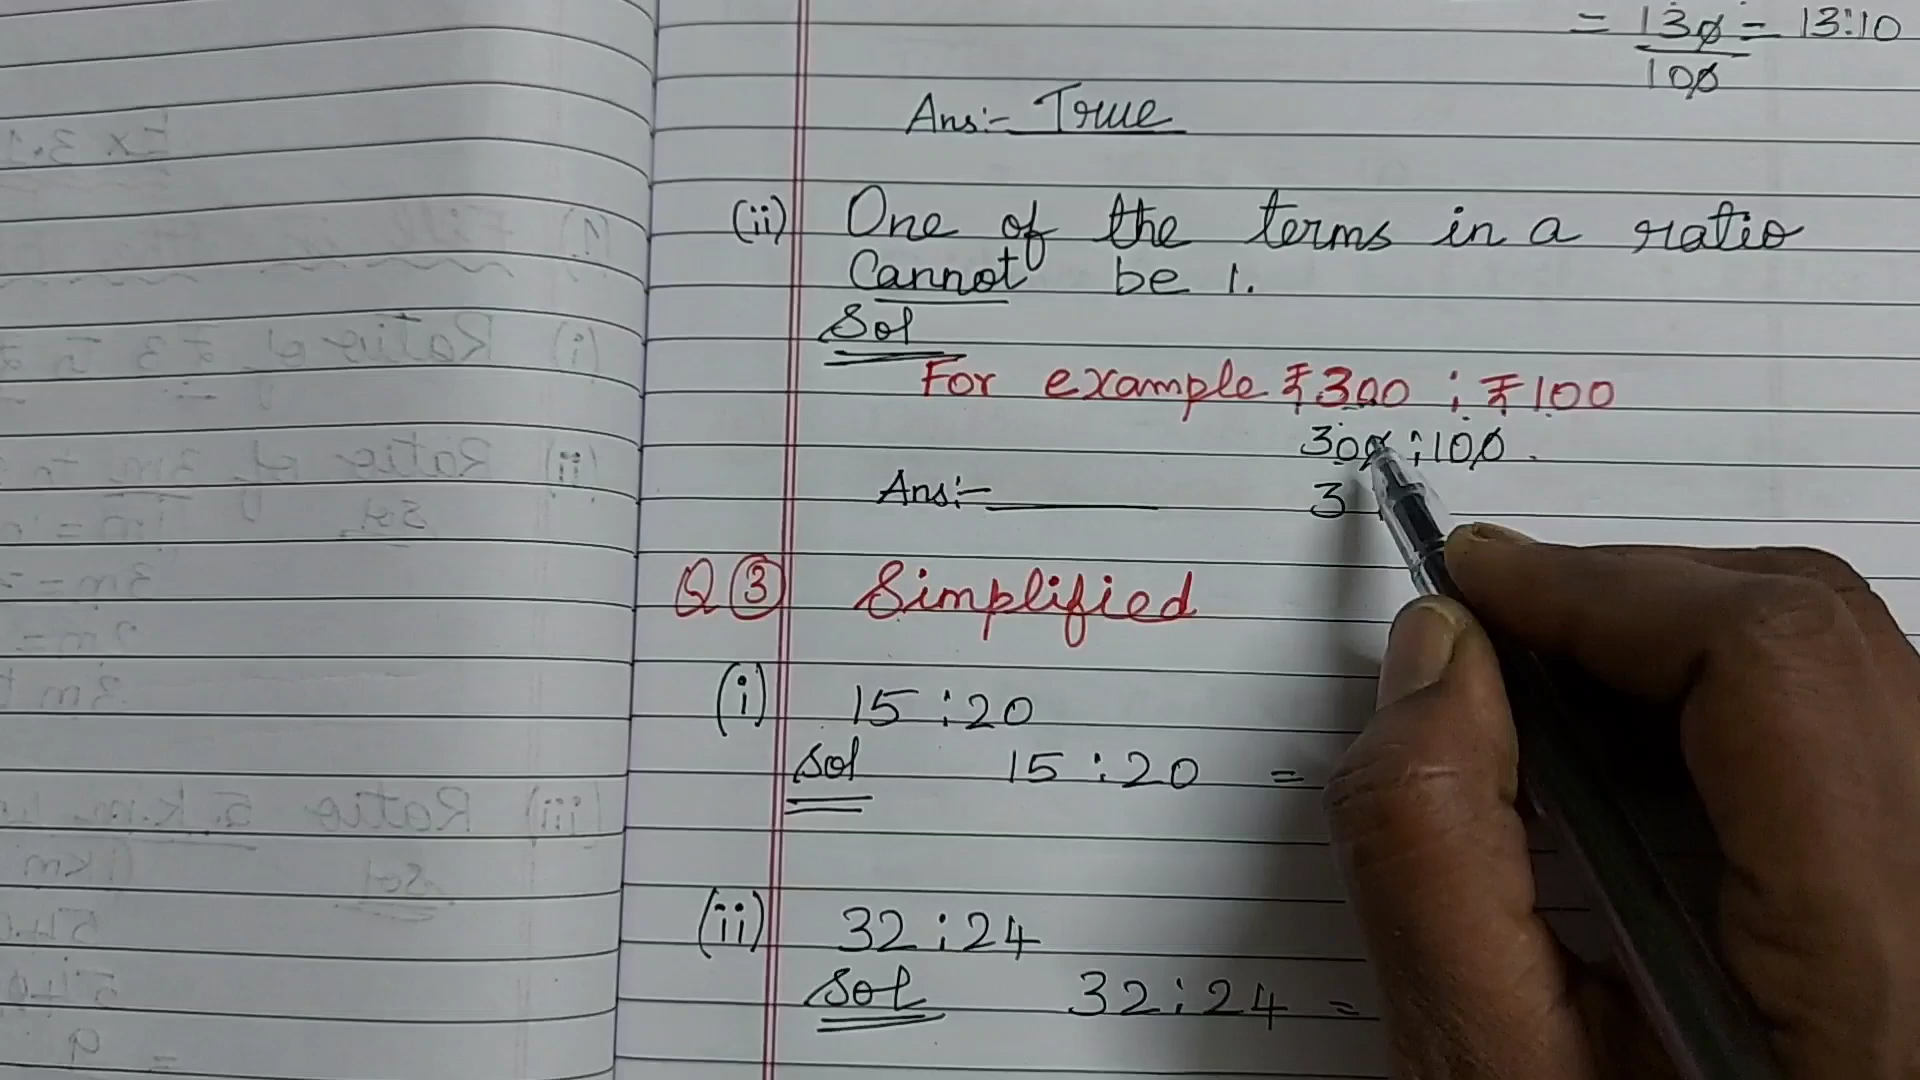 = 130 = 13:10
100
Ans:- True
(ii) One of the terms in a ratio
Cannot be 1.
Sol
For example ₹300 : ₹100
300 : 100
Ans:-
3
Q 3 Simplified
(i) 15 : 20
Sol 15 : 20 =
(ii) 32 : 24
Sol 32 : 24 =